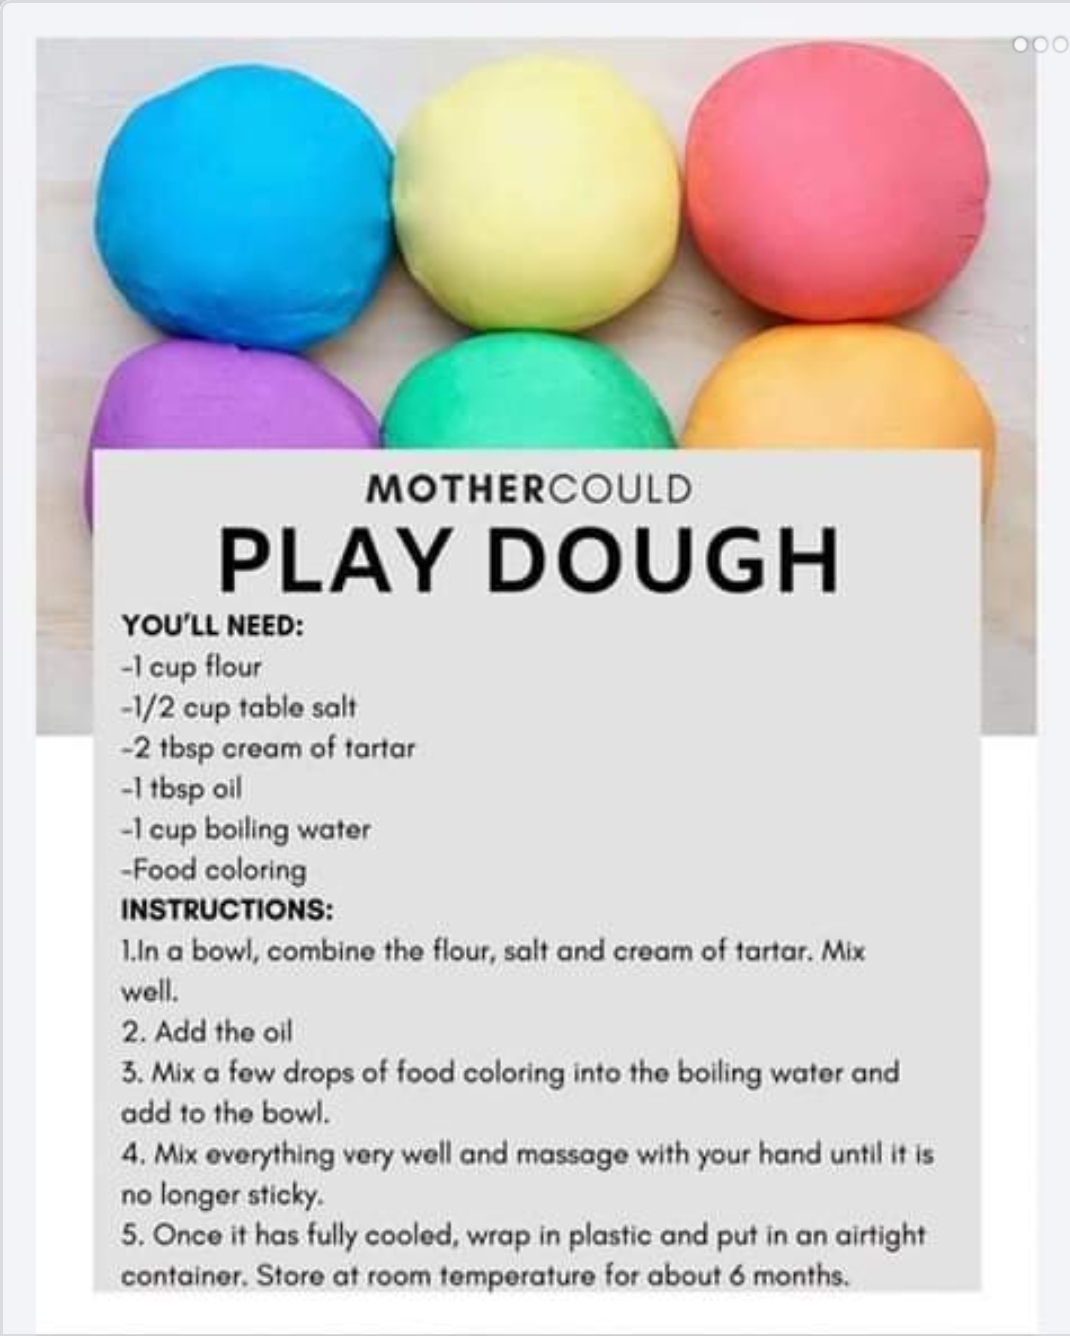 MOTHERCOULD
PLAY DOUGH
YOU'LL NEED:
-1 cup flour
-1/2 cup table salt
-2 tbsp cream of tartar
-1 tbsp oil
-1 cup boiling water
-Food coloring
INSTRUCTIONS:
1.In a bowl, combine the flour, salt and cream of tartar. Mix
well.
2. Add the oil
3. Mix a few drops of food coloring into the boiling water and
add to the bowl.
4. Mix everything very well and massage with your hand until it is
no longer sticky.
5. Once it has fully cooled, wrap in plastic and put in an airtight
container. Store at room temperature for about 6 months.